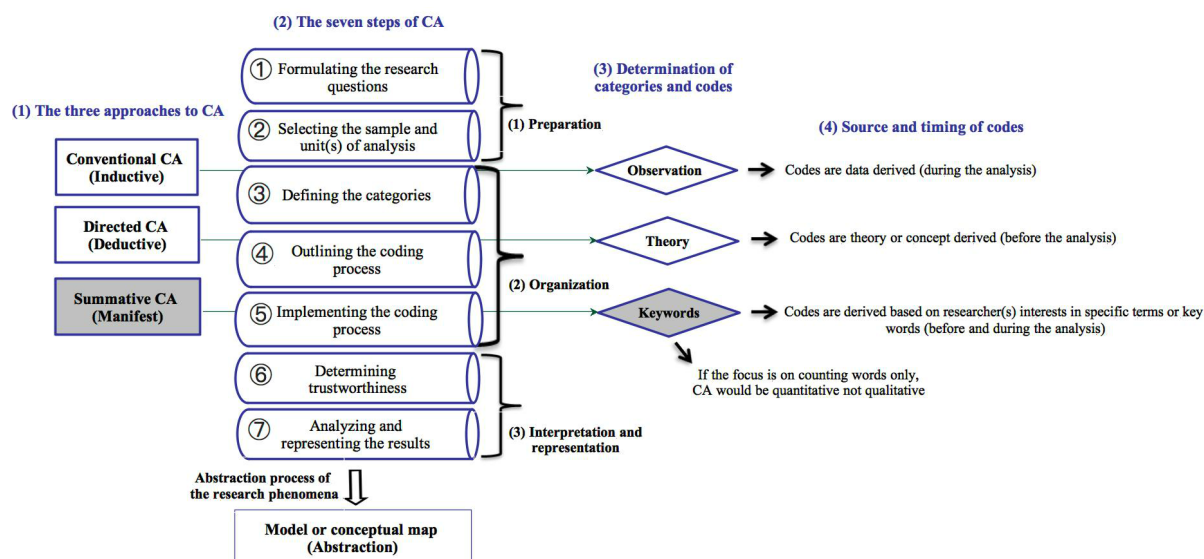 (1) The three approaches to CA
Conventional CA
(Inductive)
Directed CA
(Deductive)
Summative CA
(Manifest)
(2) The seven steps of CA
① Formulating the research
questions
② Selecting the sample and
unit(s) of analysis
③ Defining the categories
④ Outlining the coding
process
⑤ Implementing the coding
process
⑥ Determining
trustworthiness
⑦ Analyzing and
representing the results
(1) Preparation
(2) Organization
(3) Interpretation and
representation
Abstraction process of
the research phenomena
Model or conceptual map
(Abstraction)
(3) Determination of
categories and codes
Observation
Theory
Keywords
(4) Source and timing of codes
Codes are data derived (during the analysis)
Codes are theory or concept derived (before the analysis)
Codes are derived based on researcher(s) interests in specific terms or key
words (before and during the analysis)
If the focus is on counting words only,
CA would be quantitative not qualitative